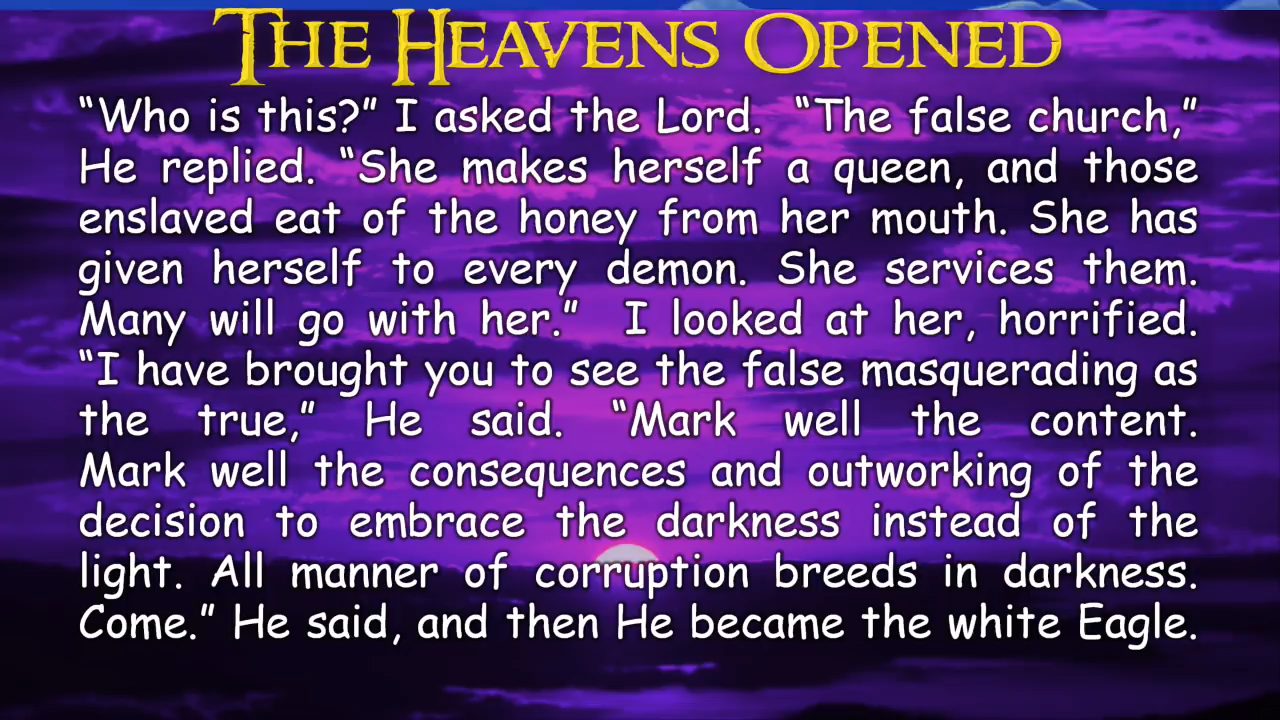 THE HEAVENS OPENED
“Who is this?” I asked the Lord. “The false church,”
He replied. “She makes herself a queen, and those
enslaved eat of the honey from her mouth. She has
given herself to every demon. She services them.
Many will go with her.” I looked at her, horrified.
“I have brought you to see the false masquerading as
the true,” He said. “Mark well the content.
Mark well the consequences and outworking of the
decision to embrace the darkness instead of the
light. All manner of corruption breeds in darkness.
Come.” He said, and then He became the white Eagle.